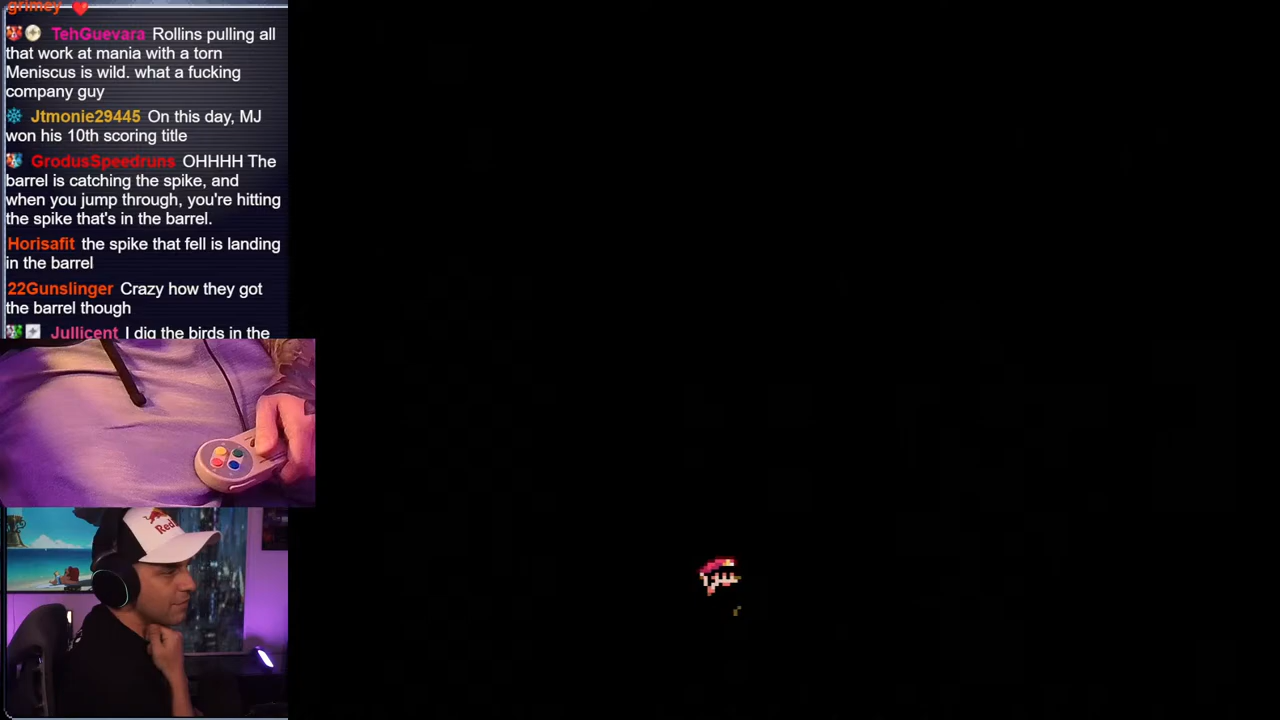 grimey
TehGuevara Rollins pulling all
that work at mania with a torn
Meniscus is wild. what a fucking
company guy
Jtmonie29445 On this day, MJ
won his 10th scoring title
GrodusSpeedruns OHHHH The
barrel is catching the spike, and
when you jump through, you're hitting
the spike that's in the barrel.
Horisafit the spike that fell is landing
in the barrel
22Gunslinger Crazy how they got
the barrel though
Jullicent I dig the birds in the
Red